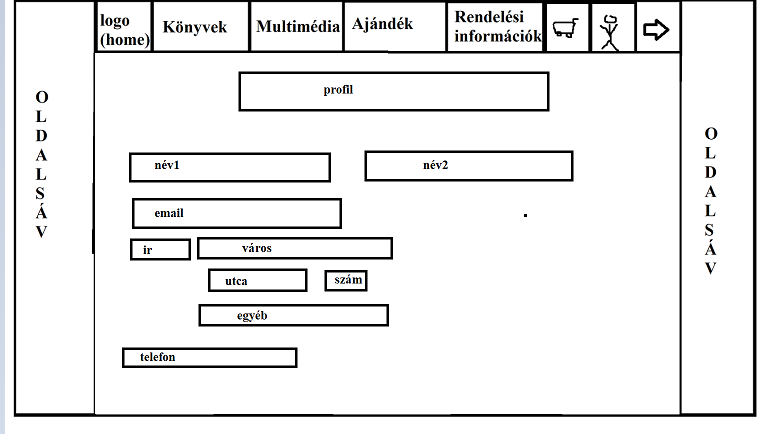 logo
(home)
Könyvek
Multimédia
Ajándék
Rendelési
információk
OLDALSÁV
profil
név1
név2
email
ir
város
utca
szám
egyéb
telefon
OLDALSÁV